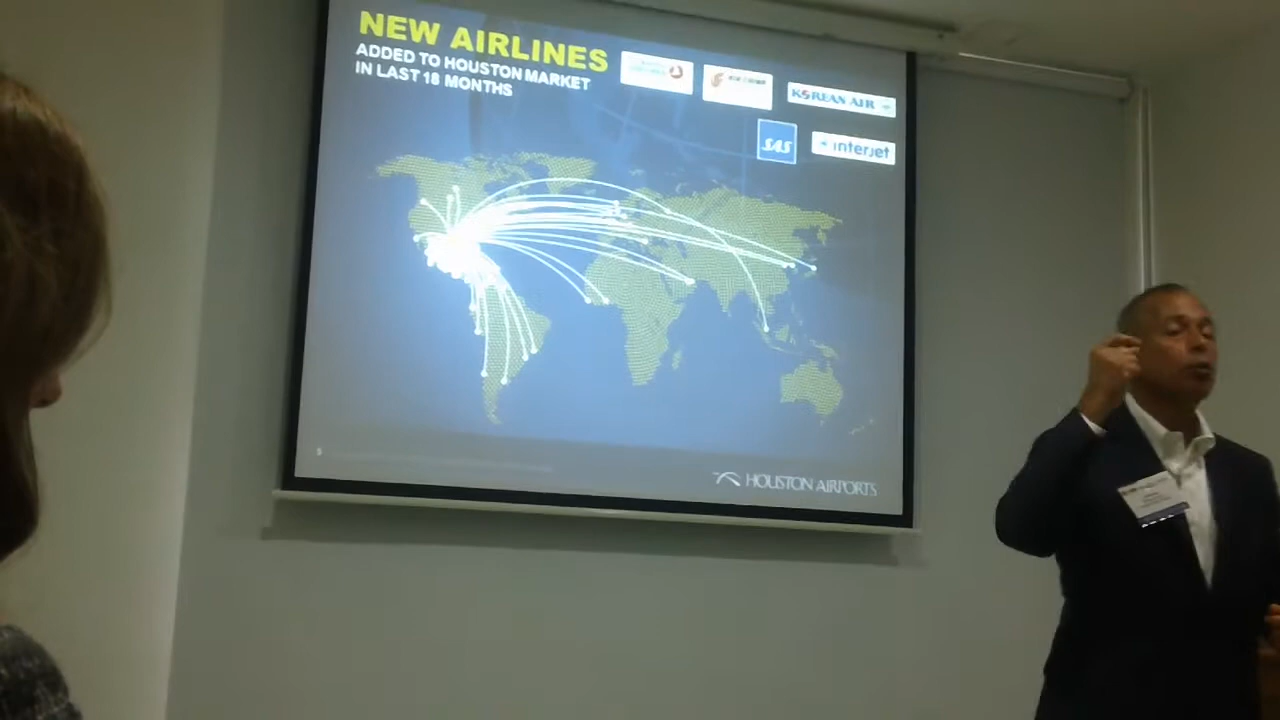 NEW AIRLINES
ADDED TO HOUSTON MARKET
IN LAST 18 MONTHS
KOREAN AIR
SAS
interjet
HOUSTON AIRPORTS